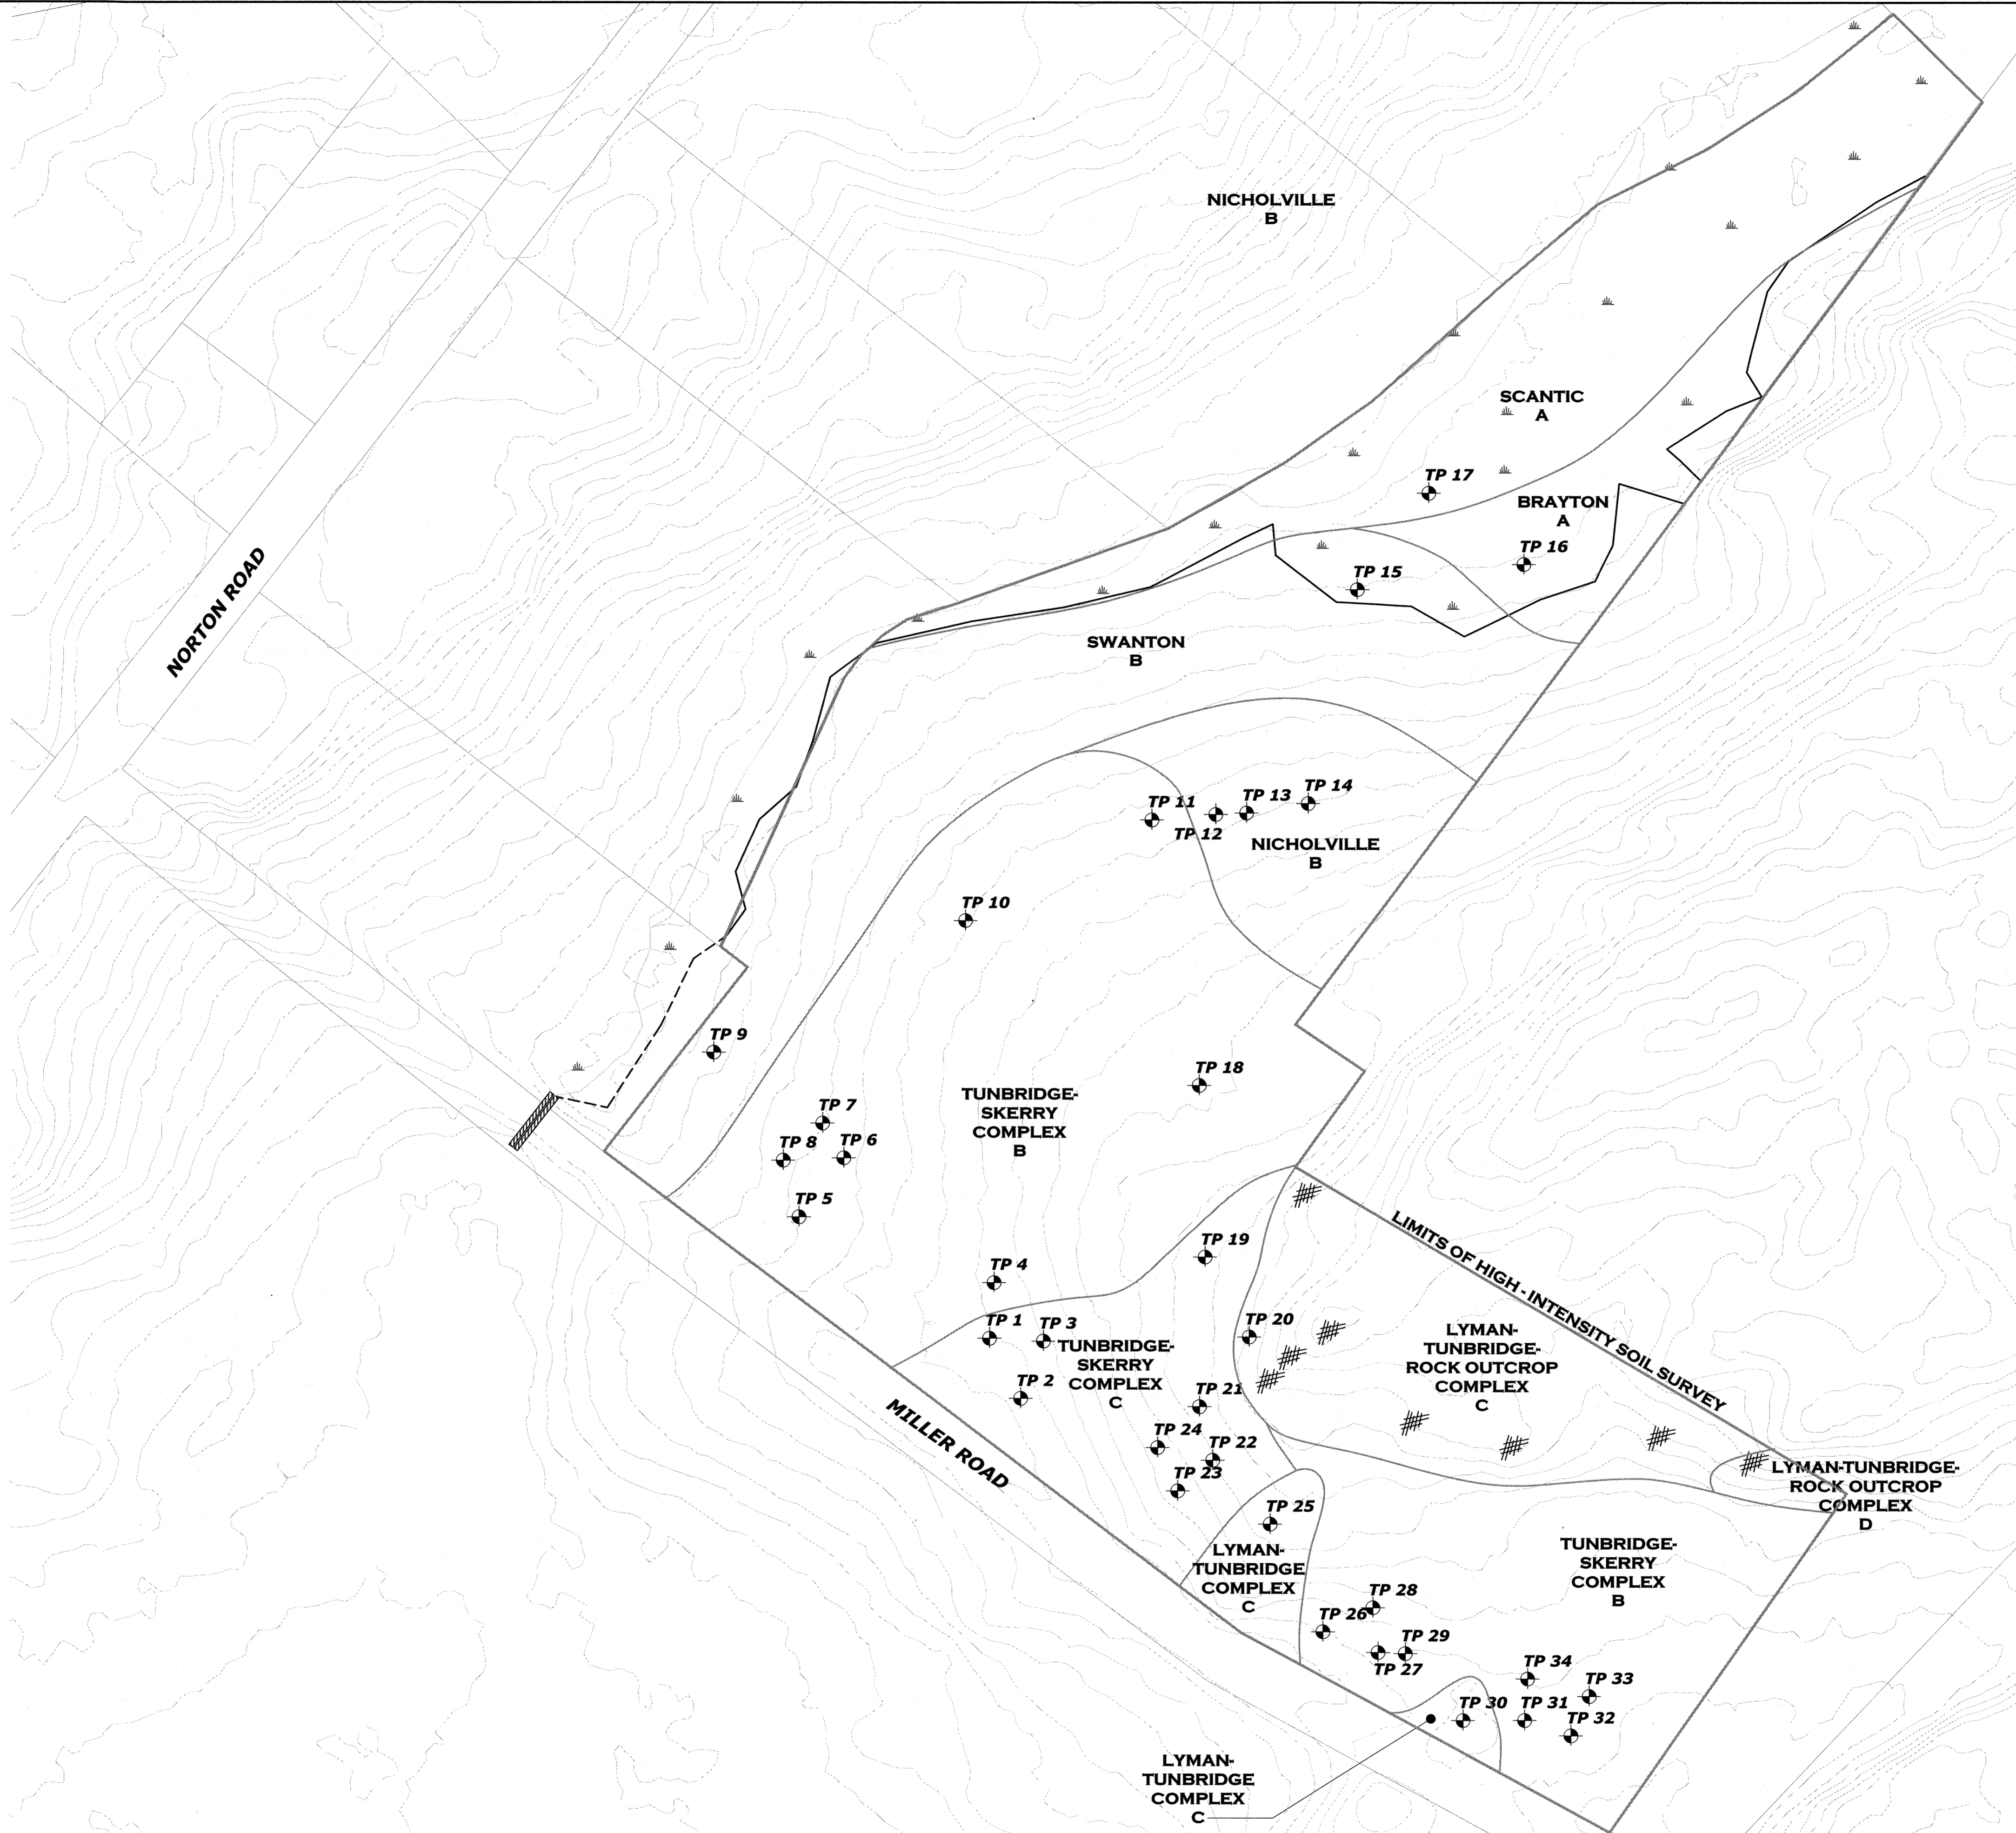 NICHOLVILLE
B
SCANTIC
A
TP 17
BRAYTON
A
TP 16
TP 15
NORTON ROAD
SWANTON
B
TP 14
TP 13
TP 11
TP 12
NICHOLVILLE
B
TP 10
TP 9
TP 18
TUNBRIDGE-
SKERRY
COMPLEX
B
TP 7
TP 8
TP 6
TP 5
TP 19
TP 4
LIMITS OF HIGH - INTENSITY SOIL SURVEY
TP 1
TP 3
TP 20
TUNBRIDGE-
SKERRY
COMPLEX
C
LYMAN-
TUNBRIDGE-
ROCK OUTCROP
COMPLEX
C
TP 2
TP 21
MILLER ROAD
TP 24
TP 22
TP 23
LYMAN-TUNBRIDGE-
ROCK OUTCROP
COMPLEX
D
TP 25
LYMAN-
TUNBRIDGE
COMPLEX
C
TUNBRIDGE-
SKERRY
COMPLEX
B
TP 28
TP 26
TP 29
TP 27
TP 34
TP 33
TP 30
TP 31
TP 32
LYMAN-
TUNBRIDGE
COMPLEX
C